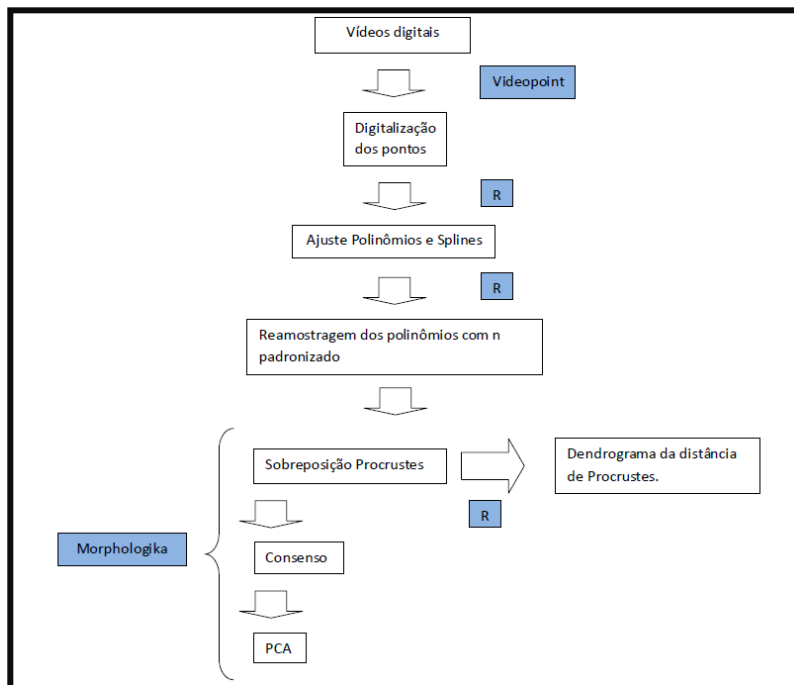 Vídeos digitais
Videopoint
Digitalização
dos pontos
R
Ajuste Polinômios e Splines
R
Reamostragem dos polinômios com n
padronizado
Sobreposição Procrustes
Dendrograma da distância
de Procrustes.
R
Morphologika
Consenso
PCA